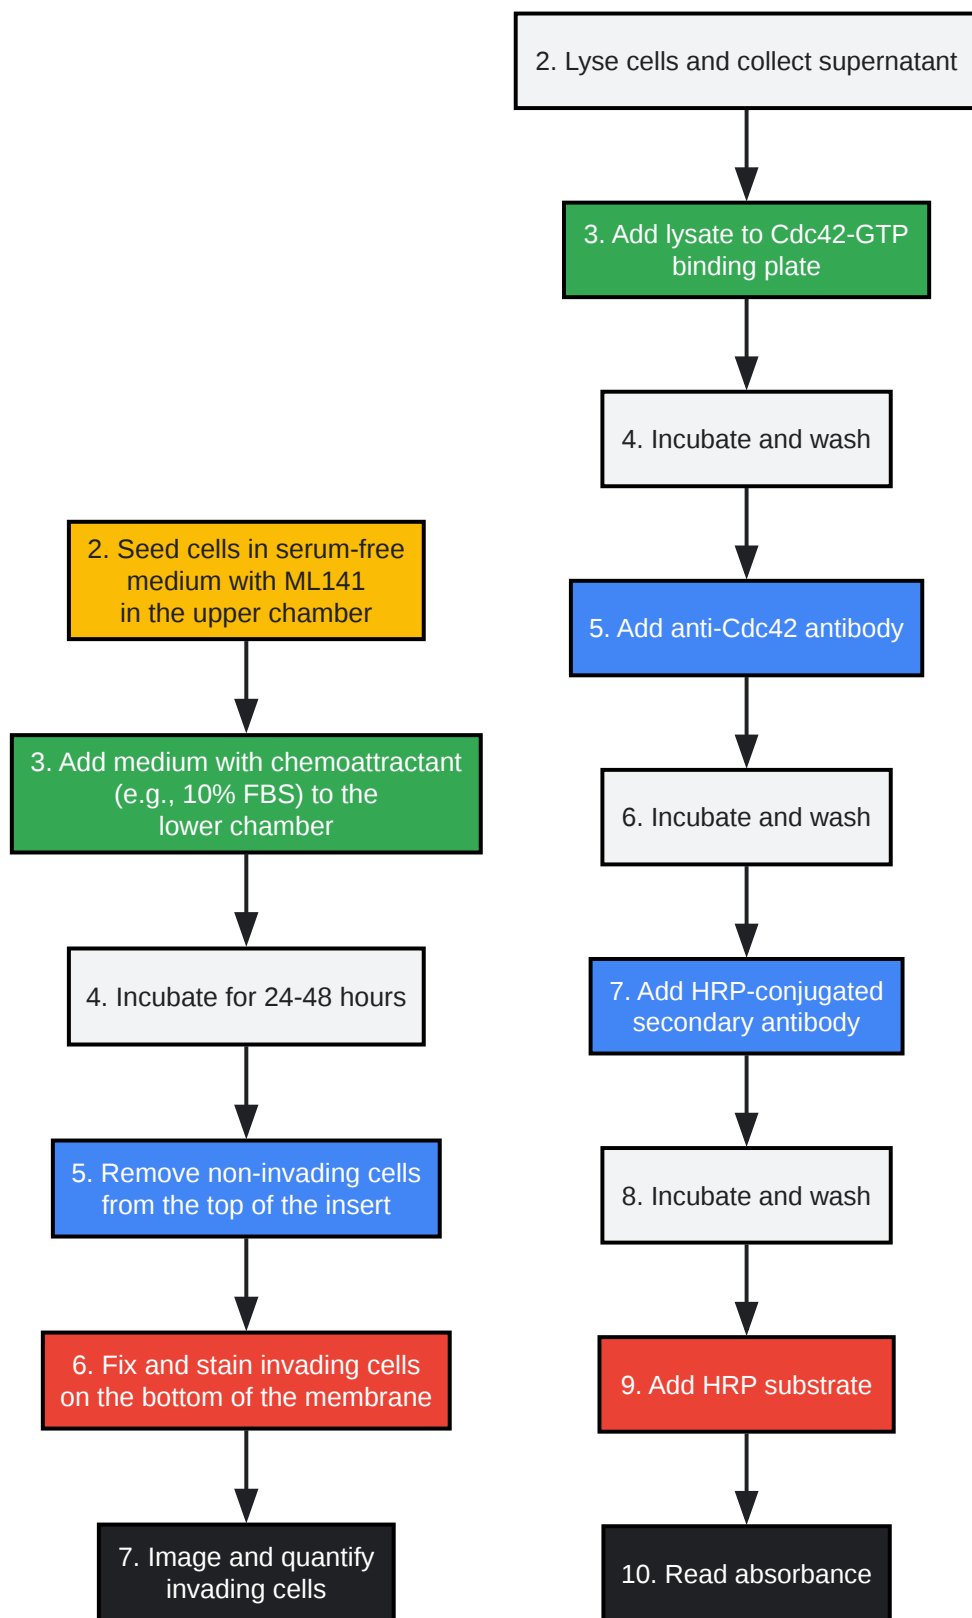 2. Seed cells in serum-free
medium with ML141
in the upper chamber
3. Add medium with chemoattractant
(e.g., 10% FBS) to the
lower chamber
4. Incubate for 24-48 hours
5. Remove non-invading cells
from the top of the insert
6. Fix and stain invading cells
on the bottom of the membrane
7. Image and quantify
invading cells
2. Lyse cells and collect supernatant
3. Add lysate to Cdc42-GTP
binding plate
4. Incubate and wash
5. Add anti-Cdc42 antibody
6. Incubate and wash
7. Add HRP-conjugated
secondary antibody
8. Incubate and wash
9. Add HRP substrate
10. Read absorbance